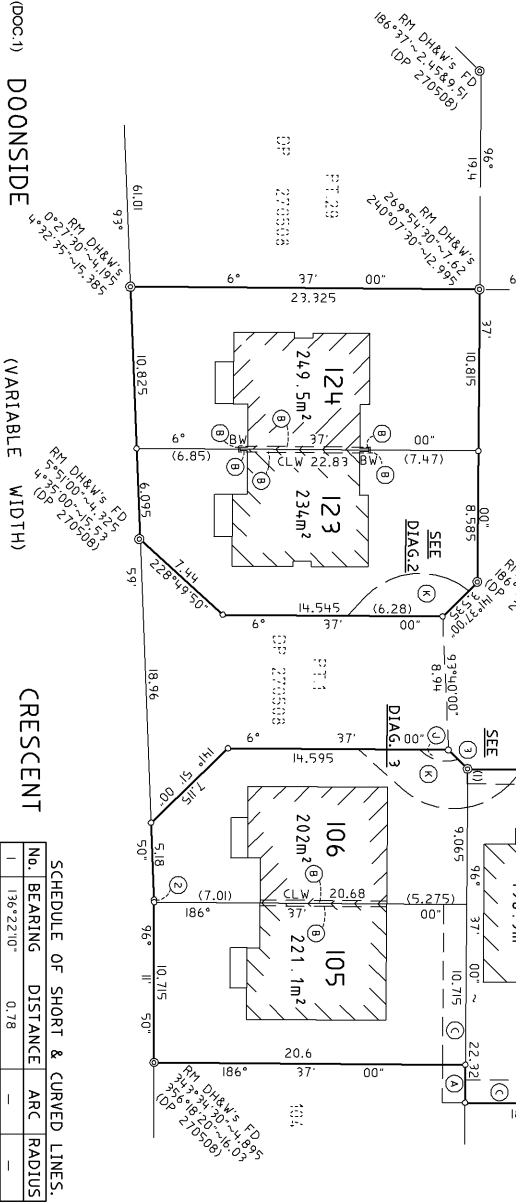 RM DH&W's FD
186°37'~2.45&9.51
(DP 270508)
96°
19.4
RM DH&W's
269°54'30"~7.62
240°07'30"~12.995
PT.29
DP 270508
61.01
93°
RM DH&W's
0°27'30"~4.195
4°32'35"~15.385
(DOC.1)
DOONSIDE
(VARIABLE WIDTH)
CRESCENT
6° 37' 00"
23.325
37'
10.815
10.825
124
249.5m²
123
234m²
B
B
B
B
B
B
BW
BW
6° 37' 00"
(6.85)
CLW 22.83
(7.47)
00"
8.585
6.095
RM DH&W's FD
5°51'00"~4.325
4°35'00"~15.53
(DP 270508)
59'
7.44
228°49'50"
SEE
DIAG.2
K
141°37'00"
3.535
14.545
(6.28)
6° 37' 00"
PT.1
DP 270508
93°40'00"
8.94
18.96
6° 37' 00"
14.595
SEE
DIAG. 3
J
K
3
(1)
141° 51' 00"
7.115
50"
5.18
2
106
202m²
105
221.1m²
B
B
CLW 20.68
(7.01)
(5.275)
186° 37' 00"
9.065
96° 37' 00" ~
22.32
10.715
C
A
C
96° 11' 50"
10.715
20.6
186° 37' 00"
104
RM DH&W's FD
343°34'30"~4.895
356°18'20"~16.03
(DP 270508)
SCHEDULE OF SHORT & CURVED LINES.
No. BEARING DISTANCE ARC RADIUS
1 136°22'10" 0.78 — —